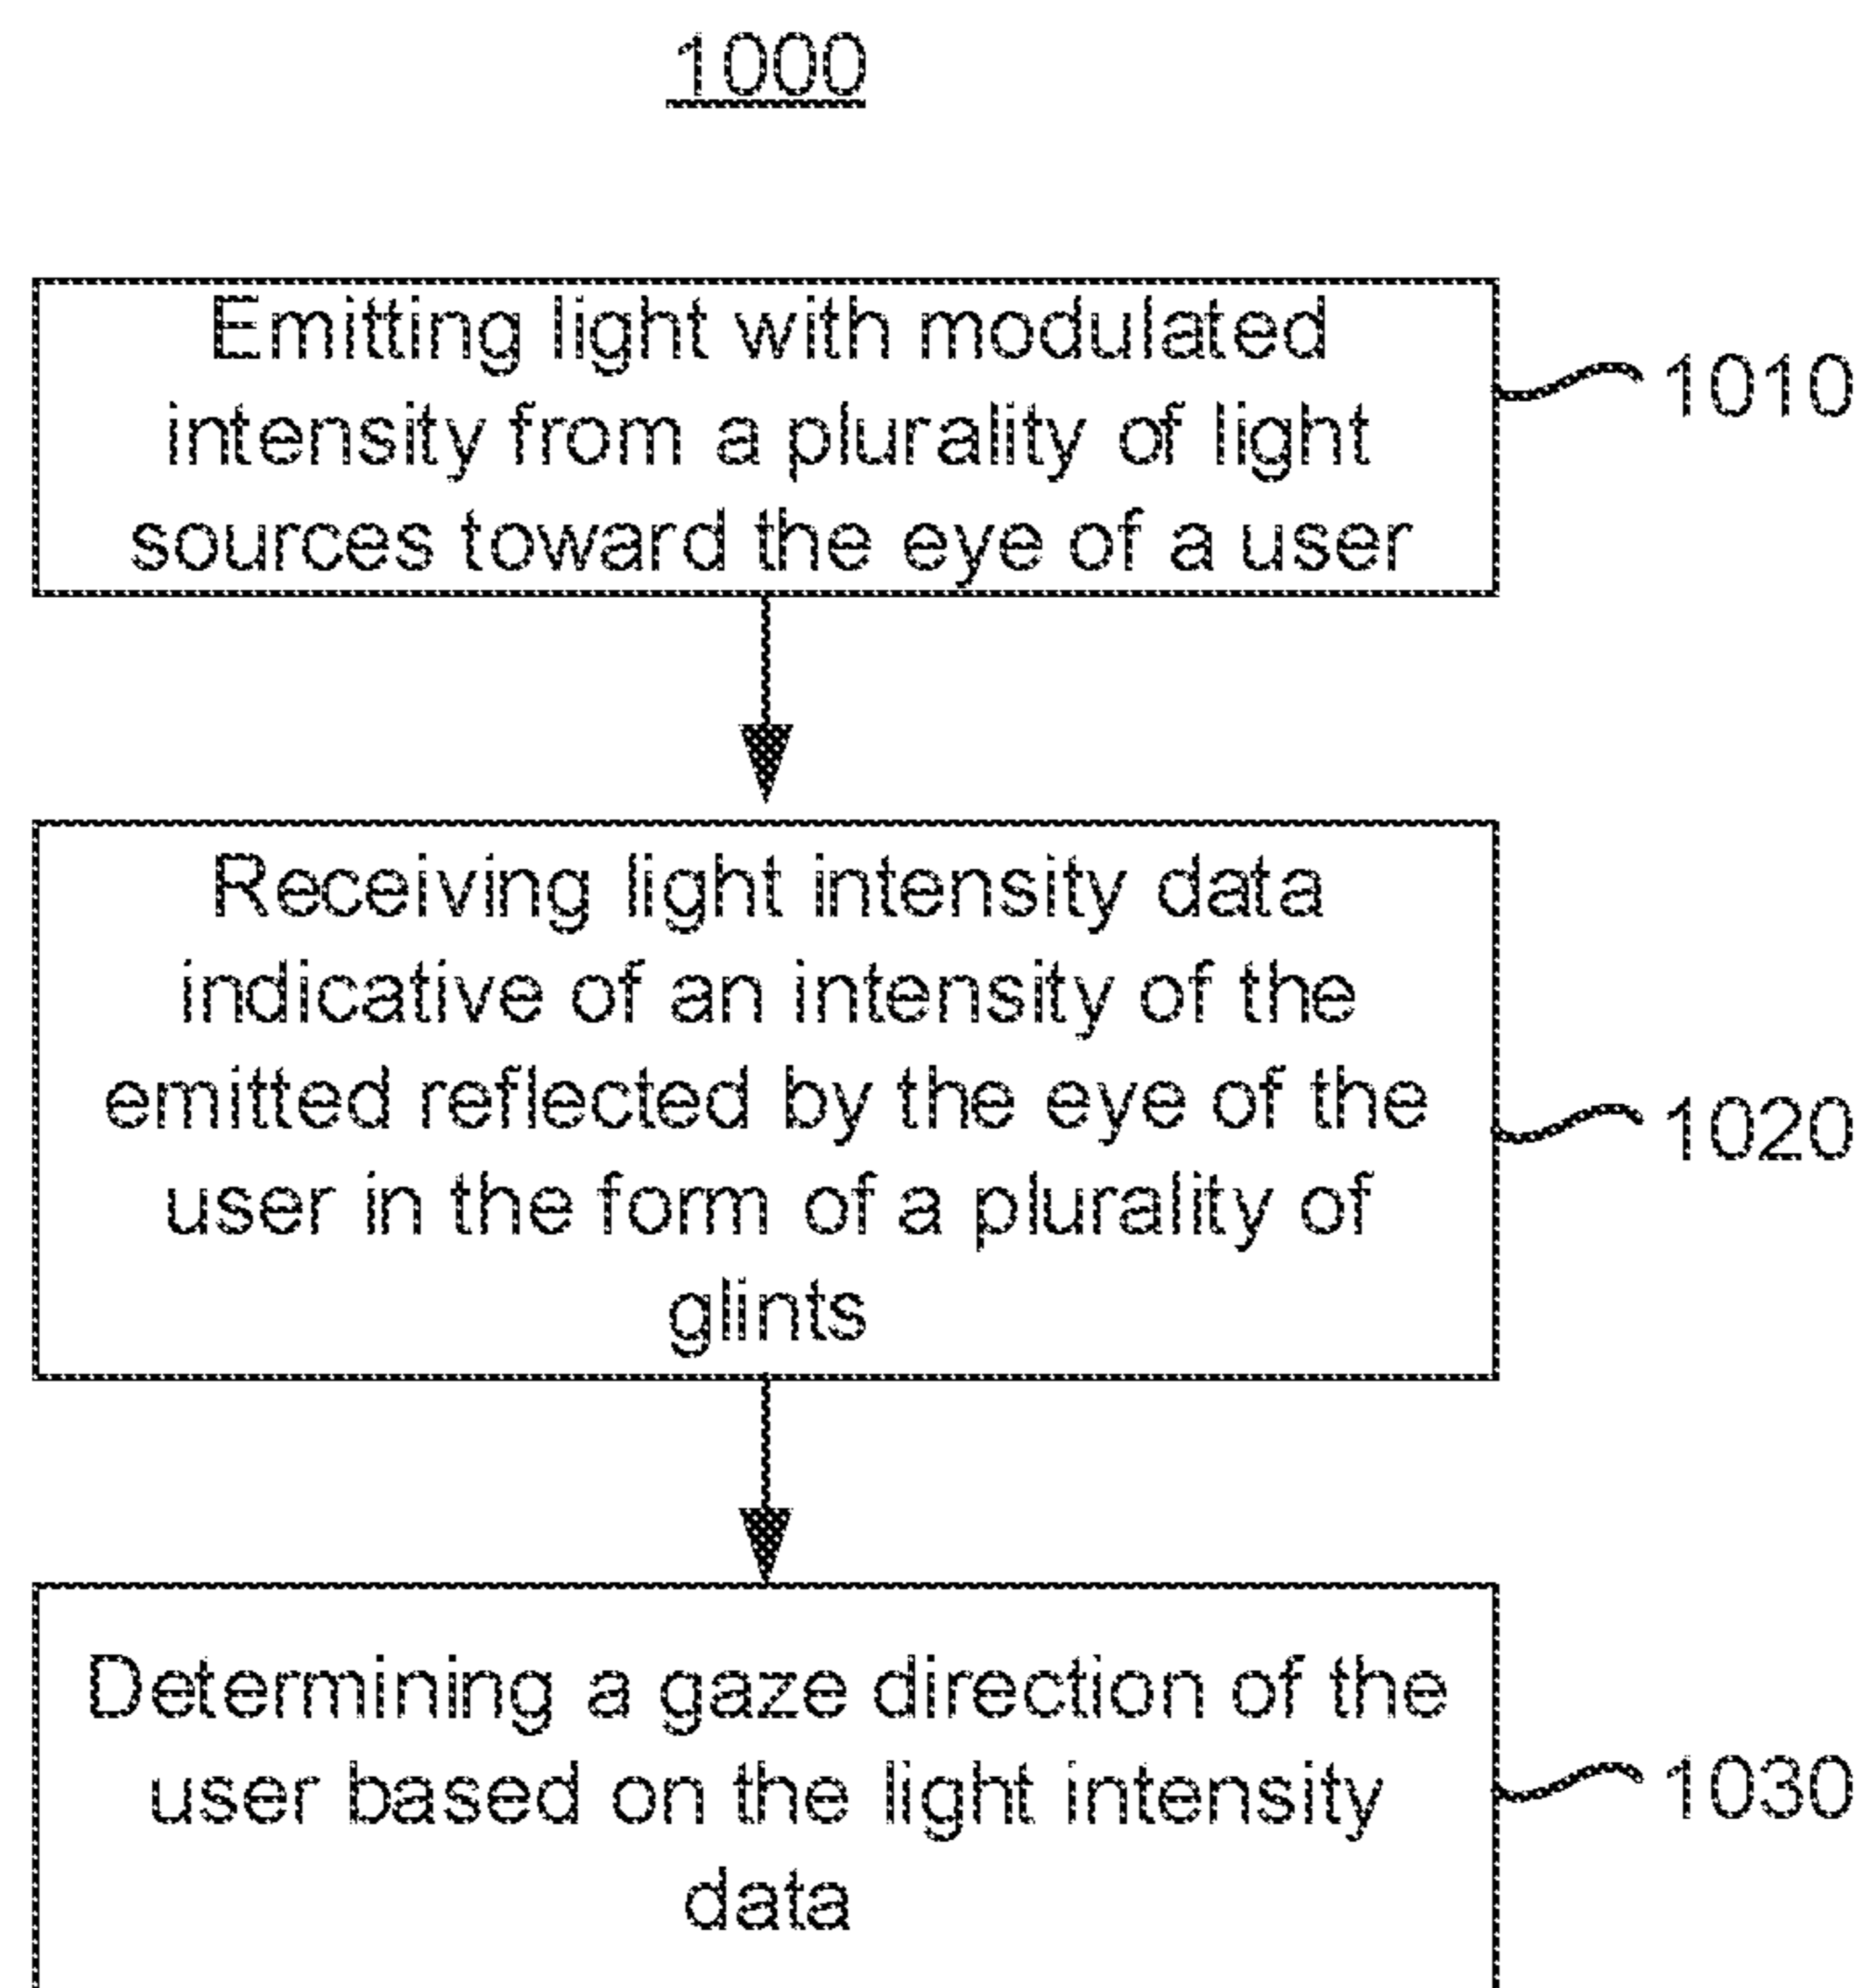 1000
Emitting light with modulated
intensity from a plurality of light
sources toward the eye of a user
1010
Receiving light intensity data
indicative of an intensity of the
emitted reflected by the eye of the
user in the form of a plurality of
glints
1020
Determining a gaze direction of the
user based on the light intensity
data
1030